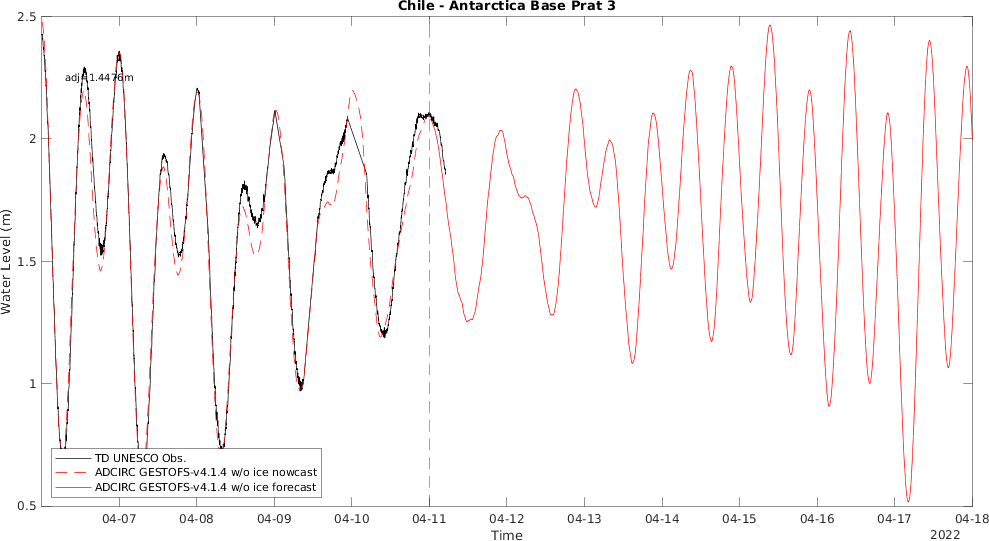 Chile - Antarctica Base Prat 3
2.5
adj=1.4476m
2
Water Level (m)
1.5
1
TD UNESCO Obs.
ADCIRC GESTOFS-v4.1.4 w/o ice nowcast
ADCIRC GESTOFS-v4.1.4 w/o ice forecast
0.5
04-07 04-08 04-09 04-10 04-11 04-12 04-13 04-14 04-15 04-16 04-17 04-18
Time
2022